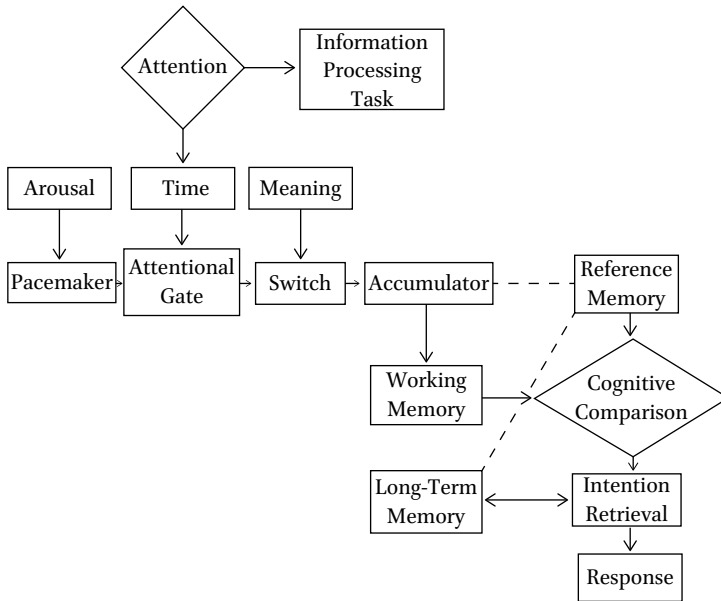 Attention
Information
Processing
Task
Arousal
Time
Meaning
Pacemaker
Attentional
Gate
Switch
Accumulator
Reference
Memory
Working
Memory
Cognitive
Comparison
Long-Term
Memory
Intention
Retrieval
Response